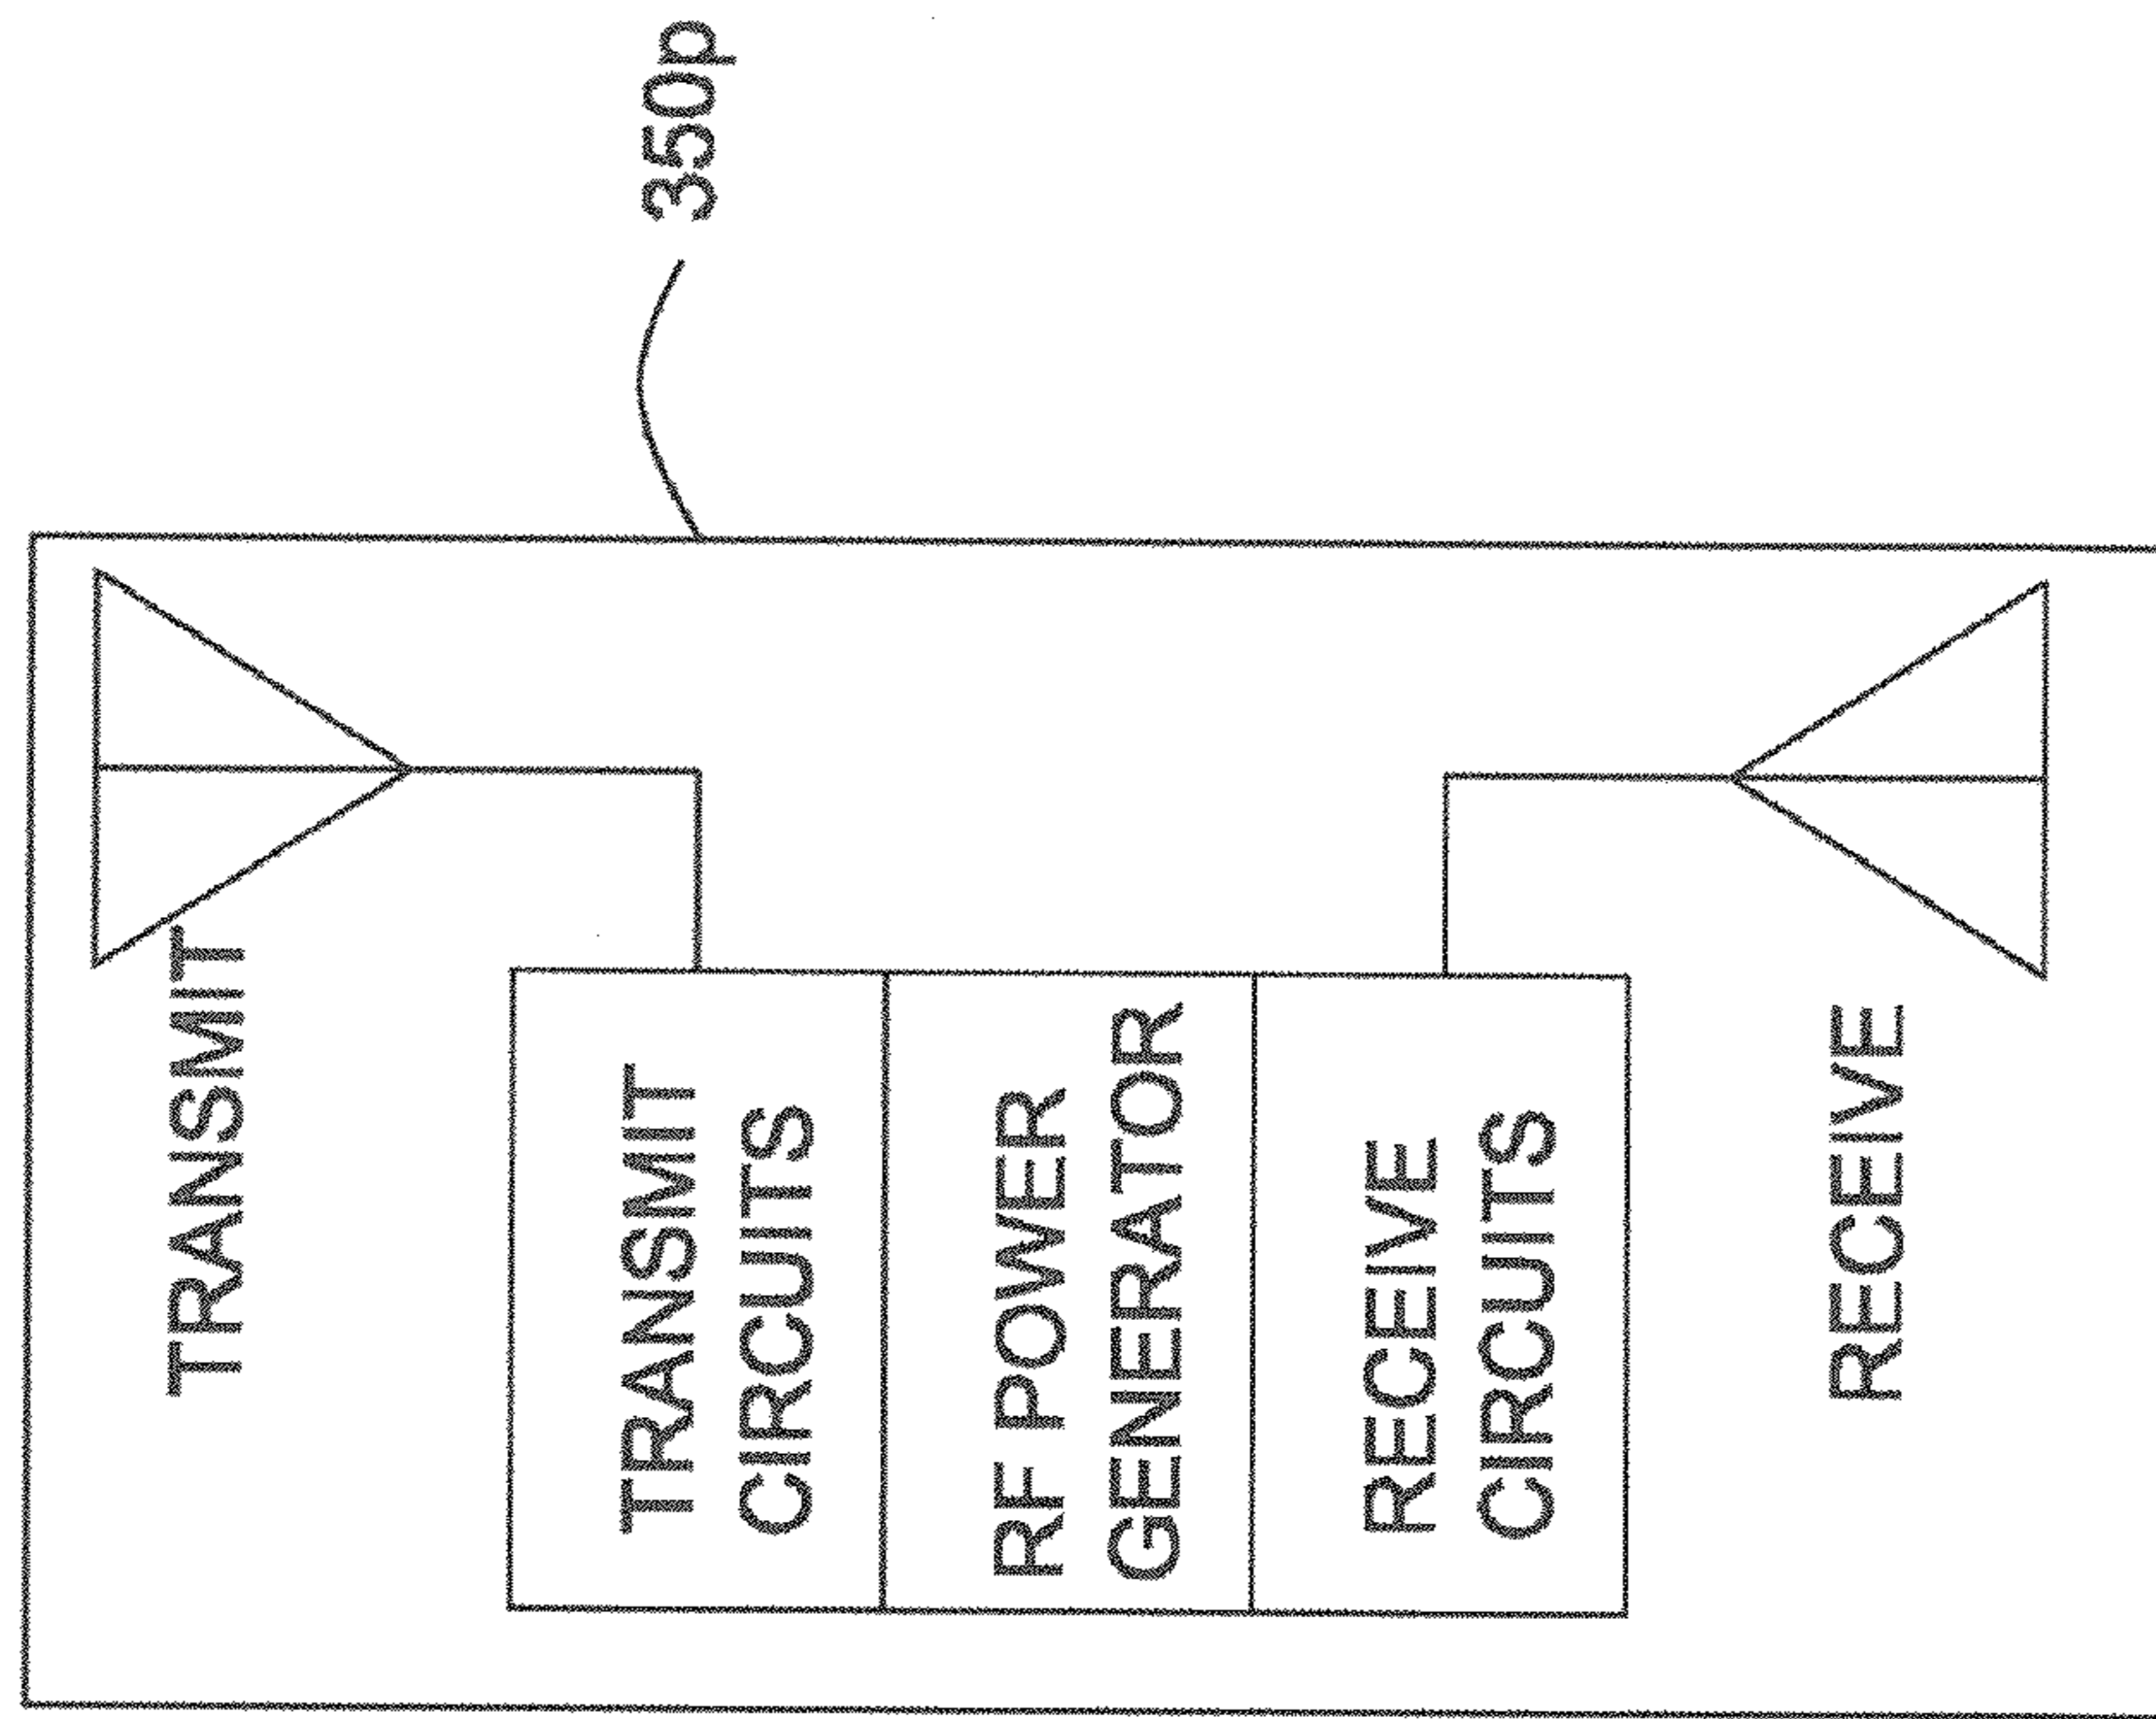 350p
TRANSMIT
TRANSMIT
CIRCUITS
RF POWER
GENERATOR
RECEIVE
CIRCUITS
RECEIVE